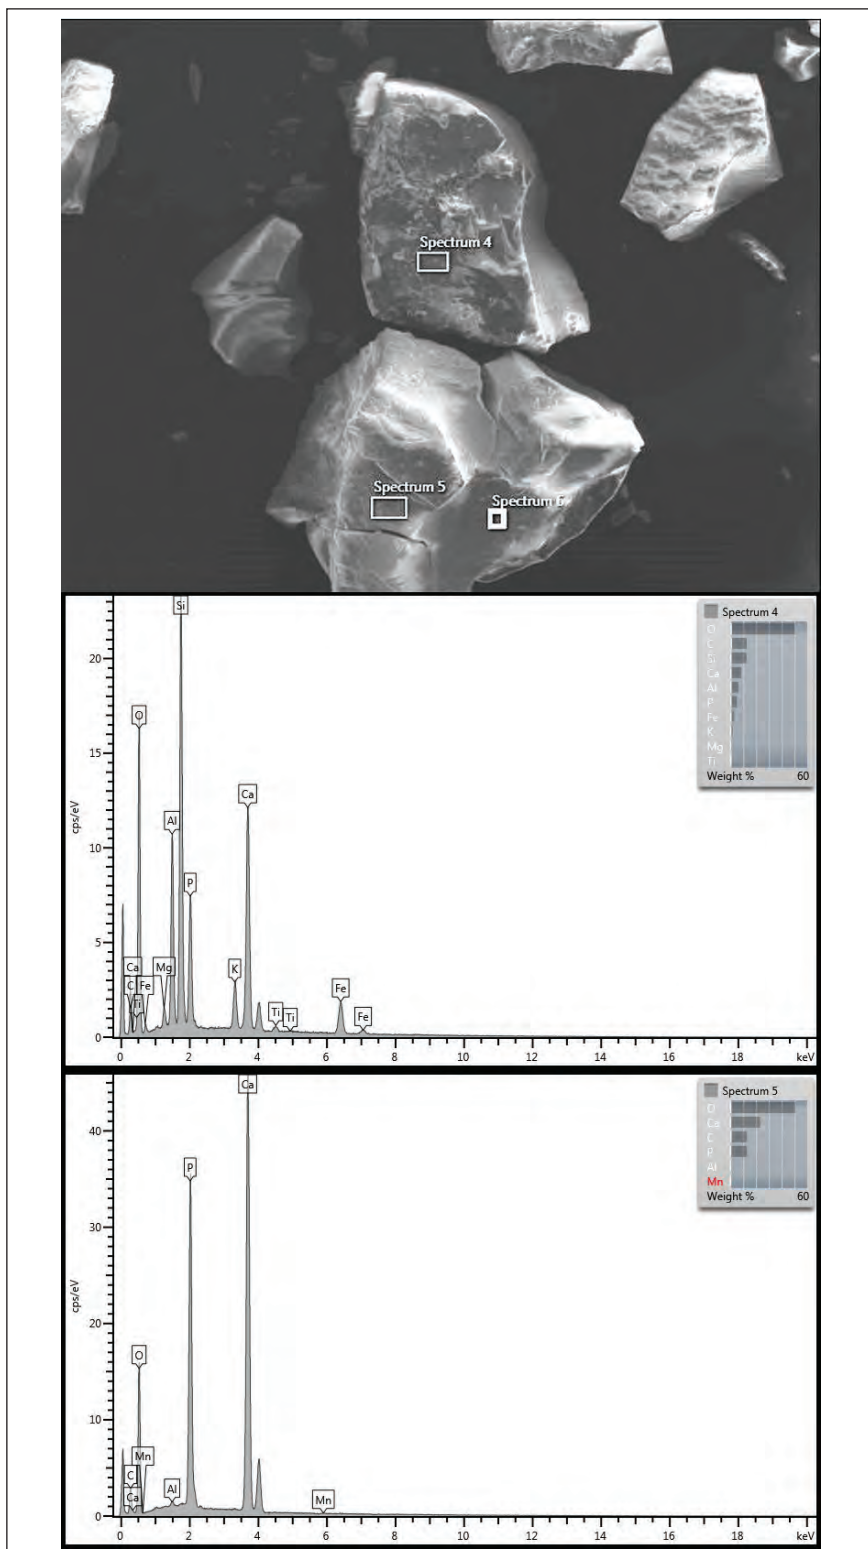 Spectrum 4
Spectrum 5
Spectrum 6
Si
Spectrum 4
O
C
Si
Ca
Al
P
Fe
K
Mg
Ti
Weight % 60
20
15
10
5
0
cps/eV
O
Al
Ca
P
Ca
C
Ti
Fe
Mg
K
Ti
Ti
Fe
Fe
0 2 4 6 8 10 12 14 16 18 keV
Ca
Spectrum 5
O
Ca
C
P
Al
Mn
Weight % 60
40
30
20
10
0
cps/eV
P
O
Mn
C
Ca
Al
Mn
0 2 4 6 8 10 12 14 16 18 keV